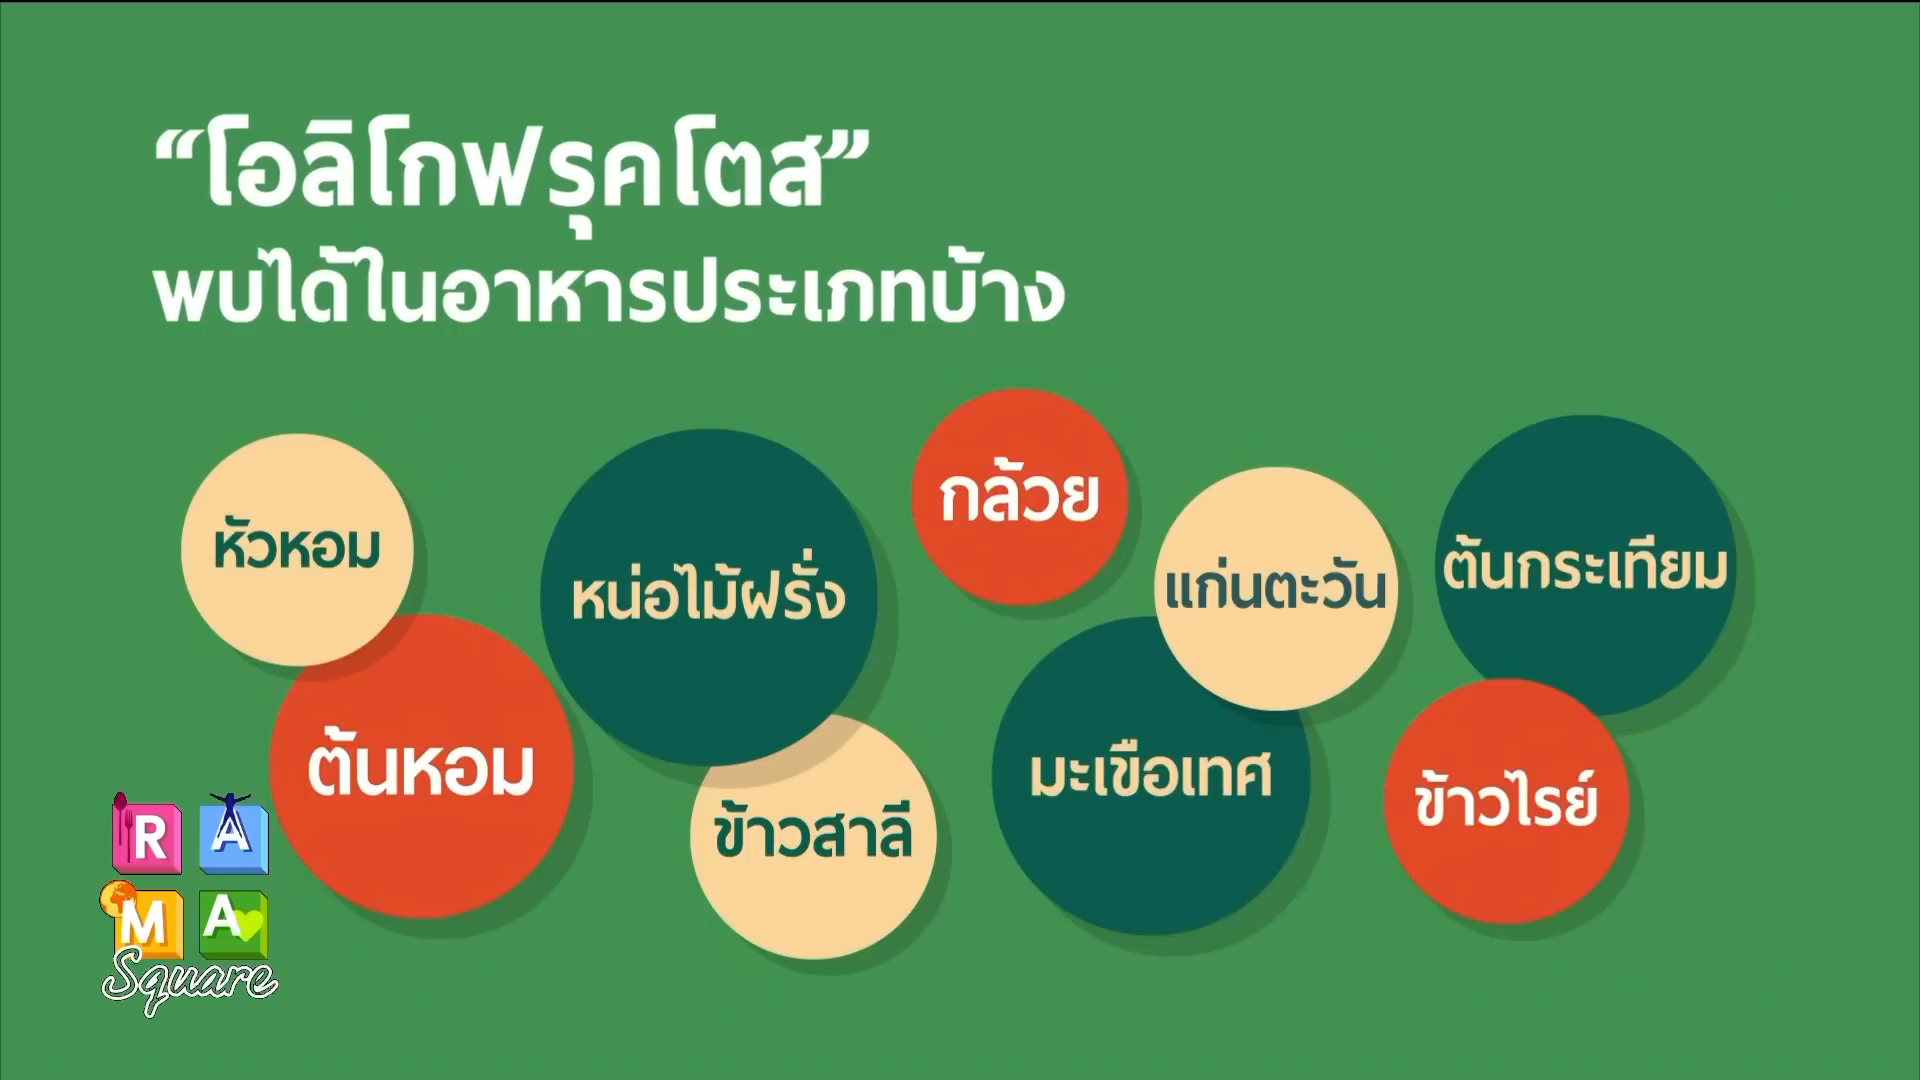 “โอลิโกฟรุคโตส”
พบได้ในอาหารประเภทบ้าง
หัวหอม
ต้นหอม
หน่อไม้ฝรั่ง
ข้าวสาลี
กล้วย
มะเขือเทศ
แก่นตะวัน
ต้นกระเทียม
ข้าวไรย์
RA
MA
Square